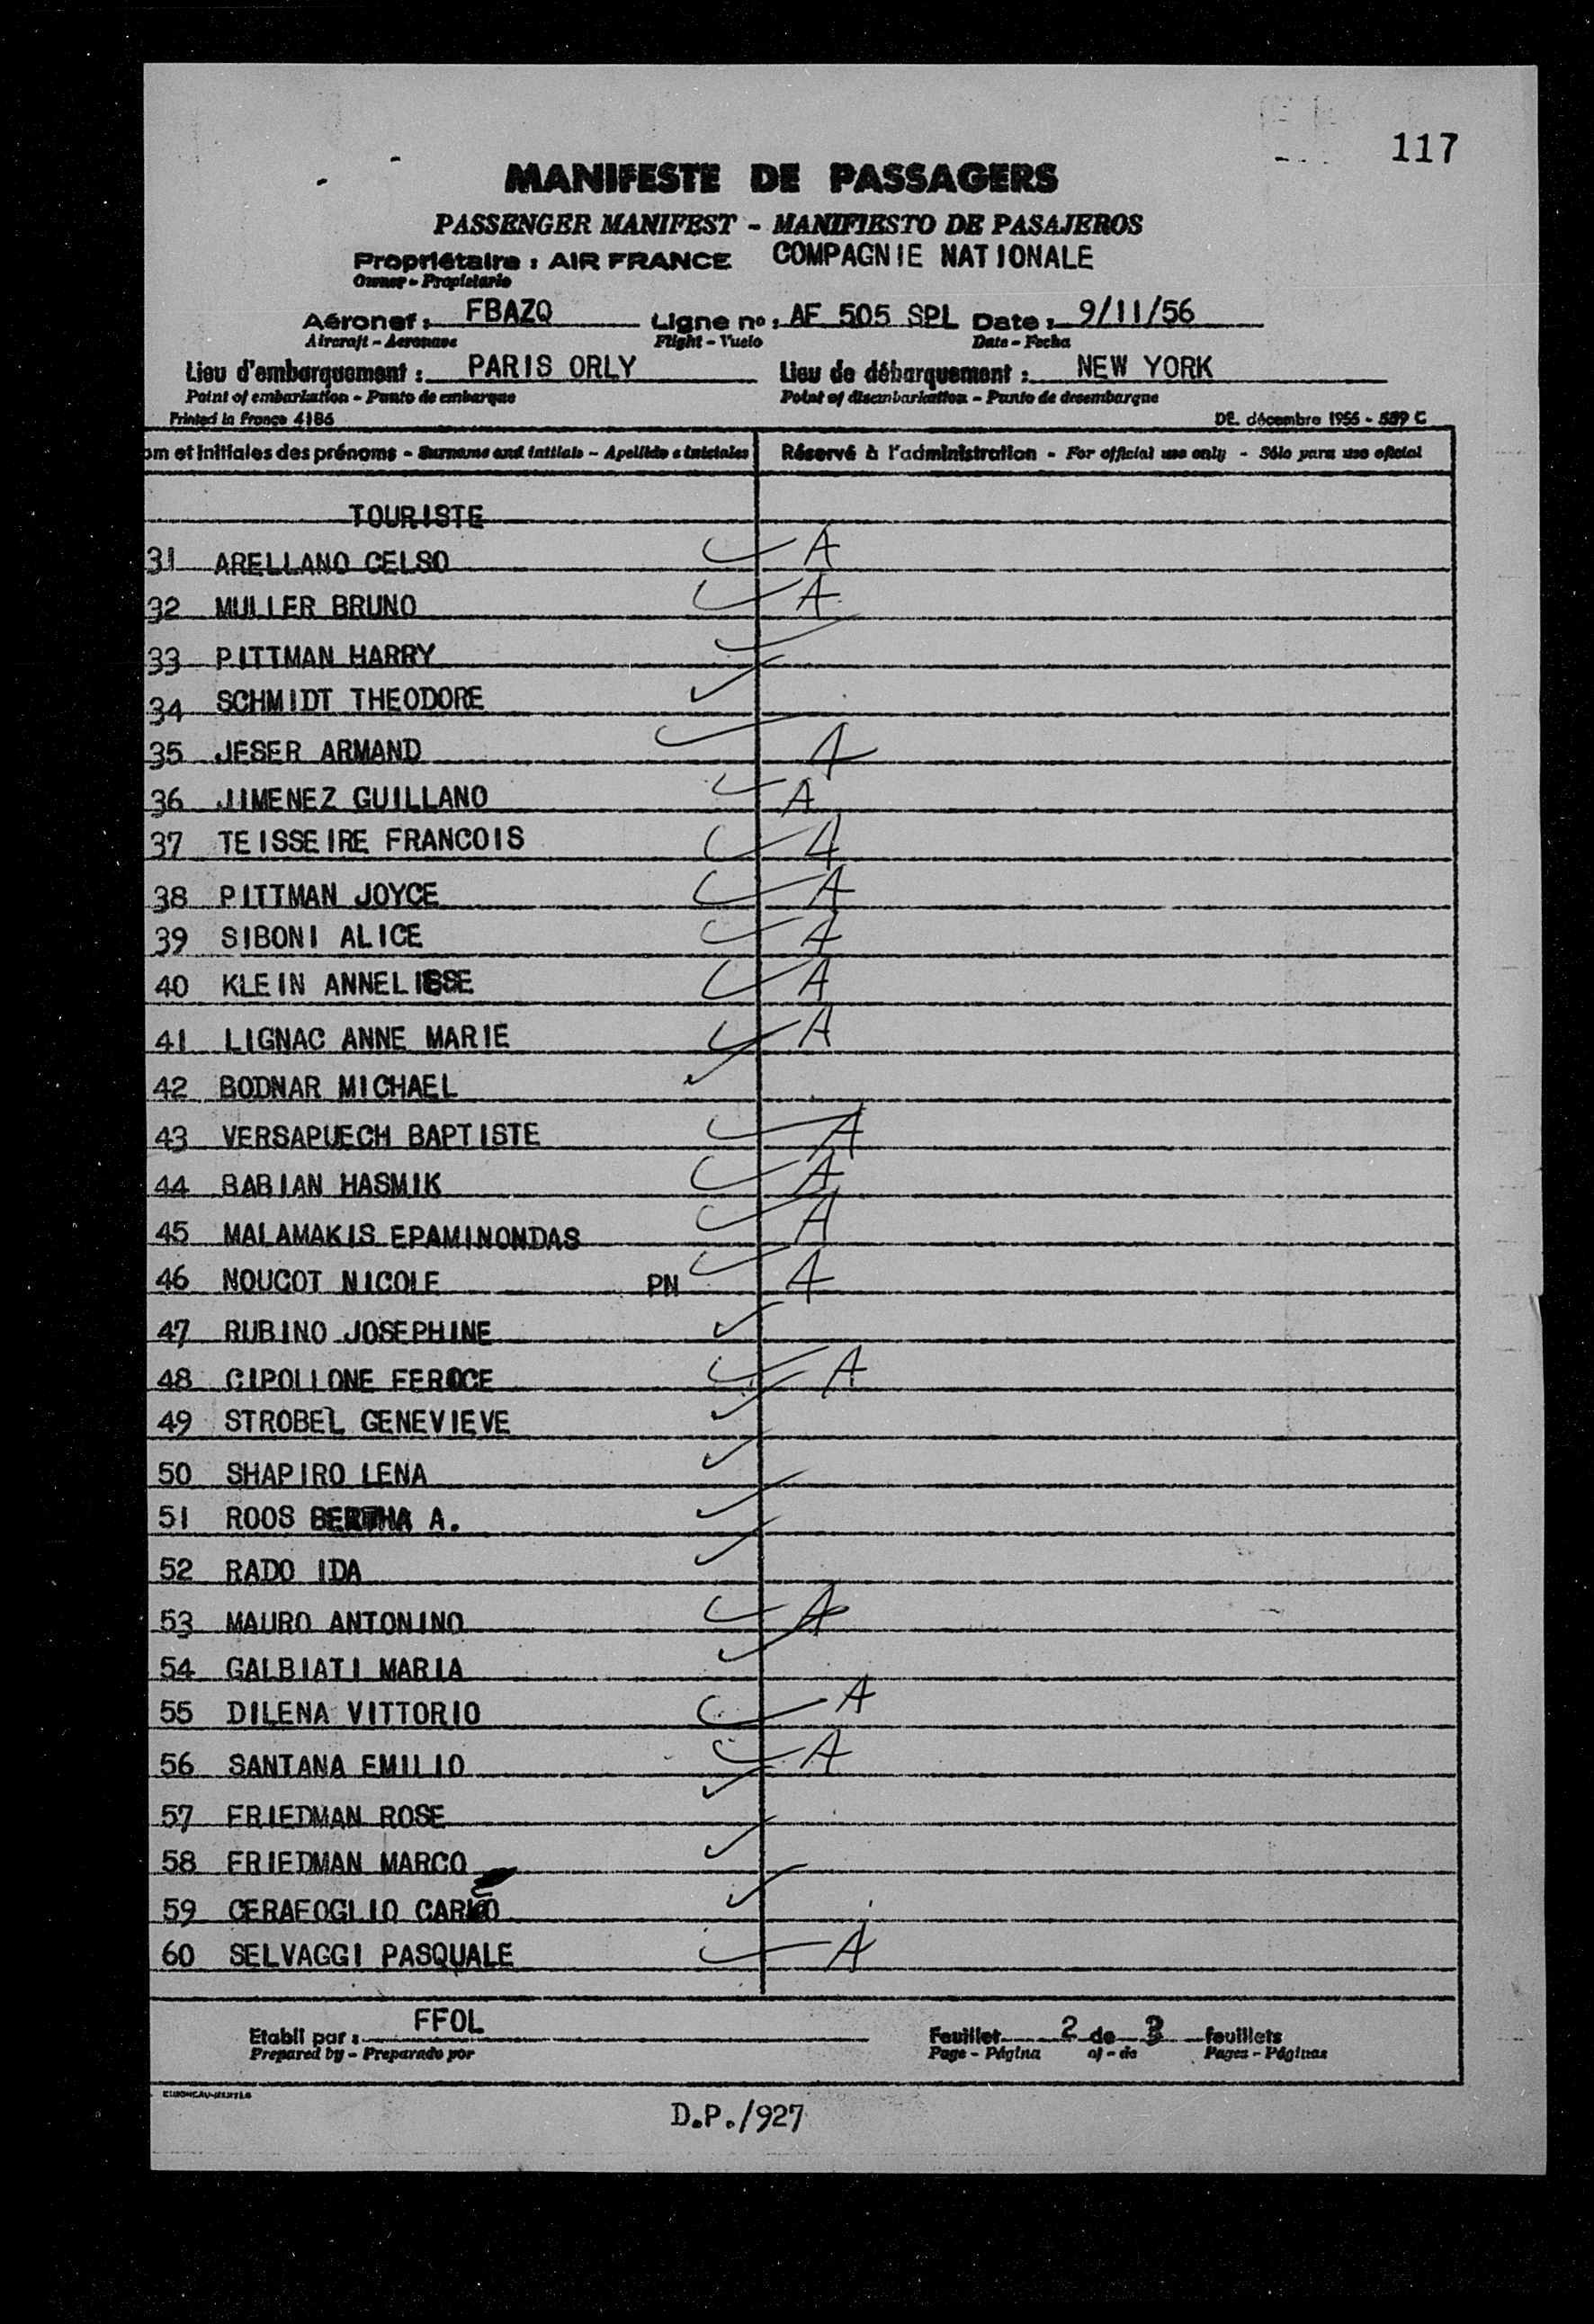 117
MANIFESTE DE PASSAGERS
PASSENGER MANIFEST - MANIFIESTO DE PASAJEROS
Propriétaire : AIR FRANCE COMPAGNIE NATIONALE
Owner - Propietario
Aéronef : FBAZQ Ligne nº : AF 505 SPL Date : 9/11/56
Aircraft - Aeronave Flight - Vuelo Date - Fecha
Lieu d'embarquement : PARIS ORLY Lieu de débarquement : NEW YORK
Point of embarkation - Punto de embarque Point of disembarkation - Punto de desembarque
Printed in France 4186 DE. décembre 1955 - 589 C
om et initiales des prénoms - Surname and initials - Apellido e iniciales Réservé à l'administration - For official use only - Sólo para uso oficial
TOURISTE
31 ARELLANO CELSO A
32 MULLER BRUNO A
33 PITTMAN HARRY
34 SCHMIDT THEODORE
35 JESER ARMAND A
36 JIMENEZ GUILLANO A
37 TEISSEIRE FRANCOIS A
38 PITTMAN JOYCE A
39 SIBONI ALICE A
40 KLEIN ANNELISSE A
41 LIGNAC ANNE MARIE A
42 BODNAR MICHAEL
43 VERSAPUECH BAPTISTE A
44 BABIAN HASMIK A
45 MALAMAKIS EPAMINONDAS A
46 NOUCOT NICOLE PN A
47 RUBINO JOSEPHINE
48 CIPOLLONE FEROCE A
49 STROBEL GENEVIEVE
50 SHAPIRO LENA
51 ROOS BERTHA A.
52 RADO IDA
53 MAURO ANTONINO A
54 GALBIATI MARIA
55 DILENA VITTORIO A
56 SANTANA EMILIO A
57 FRIEDMAN ROSE
58 FRIEDMAN MARCO
59 CERAFOGLIO CARLO
60 SELVAGGI PASQUALE A
Etabli par : FFOL Feuillet 2 de 3 feuillets
Prepared by - Preparado por Page - Página of - de Pages - Páginas
D.P./927